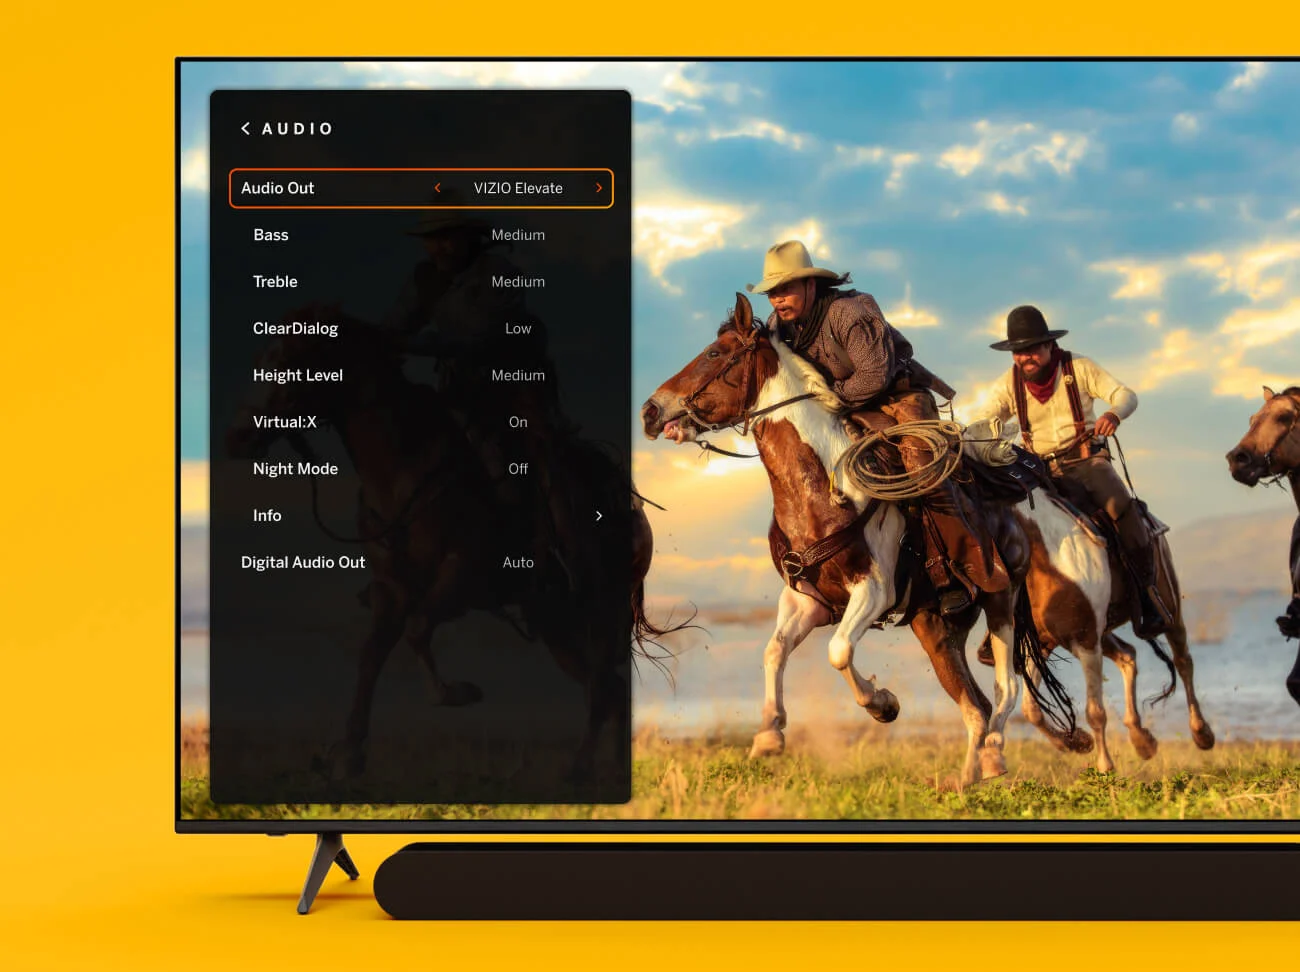 AUDIO
Audio Out VIZIO Elevate
Bass Medium
Treble Medium
ClearDialog Low
Height Level Medium
Virtual:X On
Night Mode Off
Info
Digital Audio Out Auto